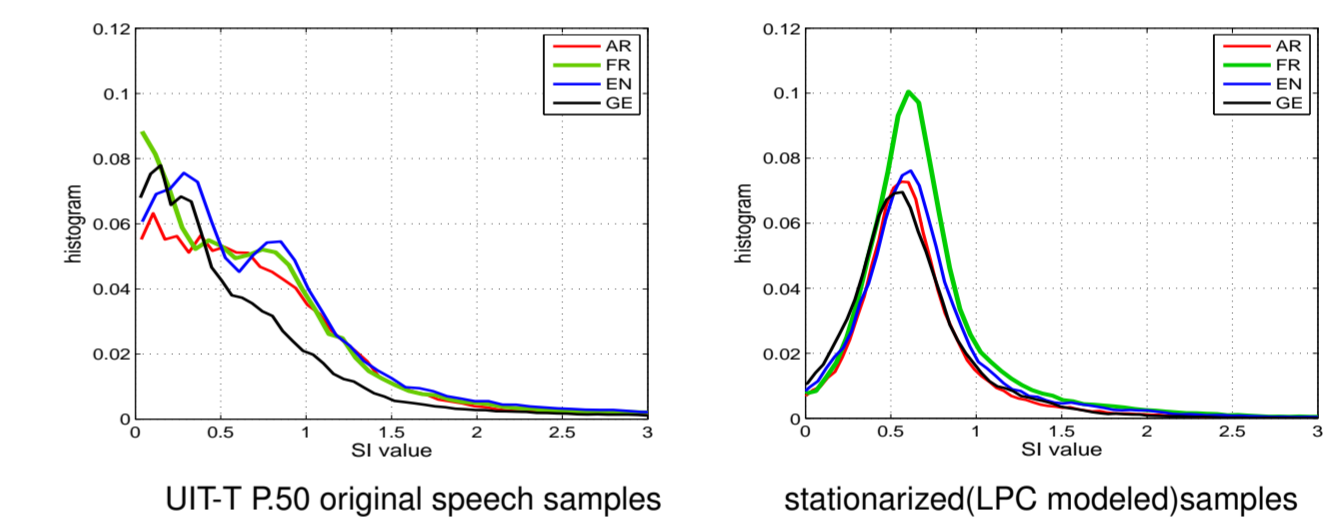 0.12
0.1
0.08
0.06
0.04
0.02
0
histogram
AR
FR
EN
GE
0 0.5 1 1.5 2 2.5 3
SI value
UIT-T P.50 original speech samples
0.12
0.1
0.08
0.06
0.04
0.02
0
histogram
AR
FR
EN
GE
0 0.5 1 1.5 2 2.5 3
SI value
stationarized(LPC modeled)samples